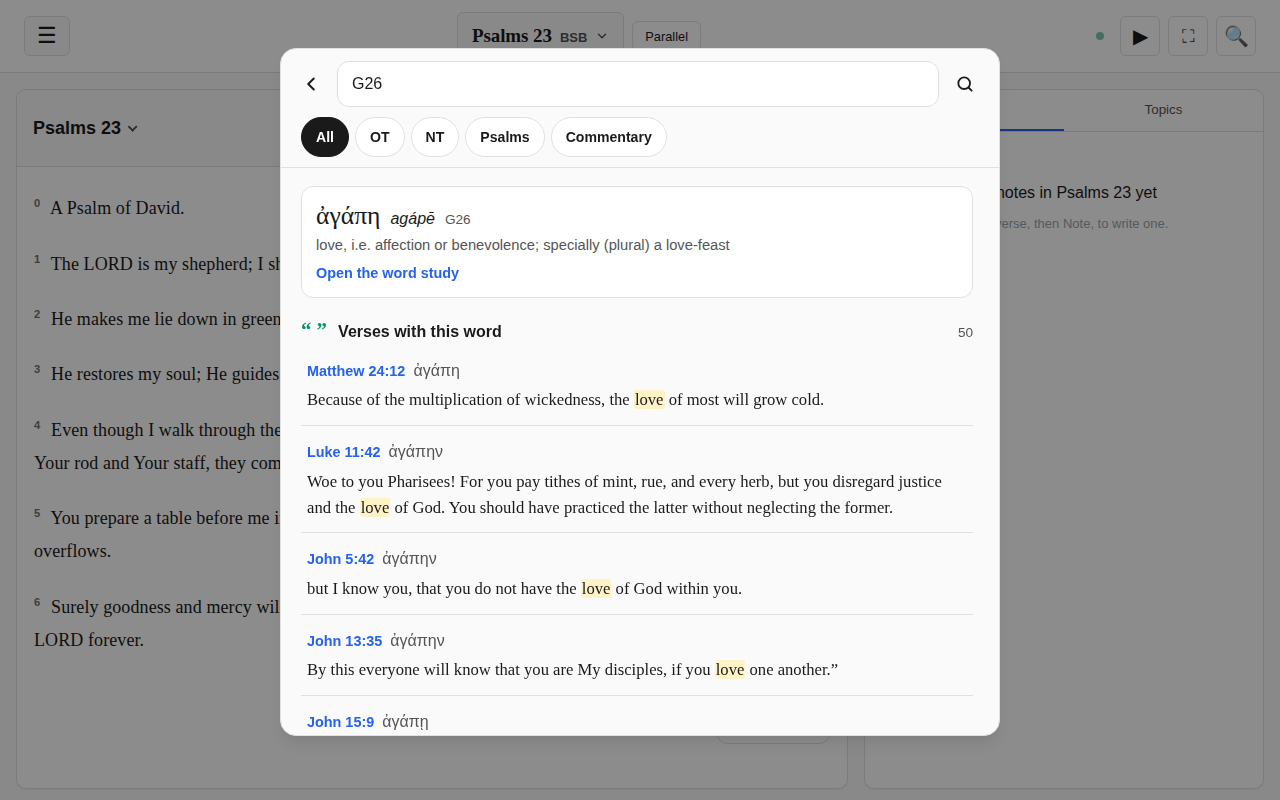 Psalms 23 BSB
Parallel
G26
All OT NT Psalms Commentary
Psalms 23
Topics
ἀγάπη agápē G26
love, i.e. affection or benevolence; specially (plural) a love-feast
Open the word study
“ ” Verses with this word 50
Matthew 24:12 ἀγάπη
Because of the multiplication of wickedness, the love of most will grow cold.
Luke 11:42 ἀγάπην
Woe to you Pharisees! For you pay tithes of mint, rue, and every herb, but you disregard justice
and the love of God. You should have practiced the latter without neglecting the former.
John 5:42 ἀγάπην
but I know you, that you do not have the love of God within you.
John 13:35 ἀγάπην
By this everyone will know that you are My disciples, if you love one another.”
John 15:9 ἀγάπῃ
0 A Psalm of David.
1 The LORD is my shepherd; I
2 He makes me lie down in green
3 He restores my soul; He guides
4 Even though I walk through the
Your rod and Your staff, they
5 You prepare a table before me
overflows.
6 Surely goodness and mercy
LORD forever.
notes in Psalms 23 yet
verse, then Note, to write one.